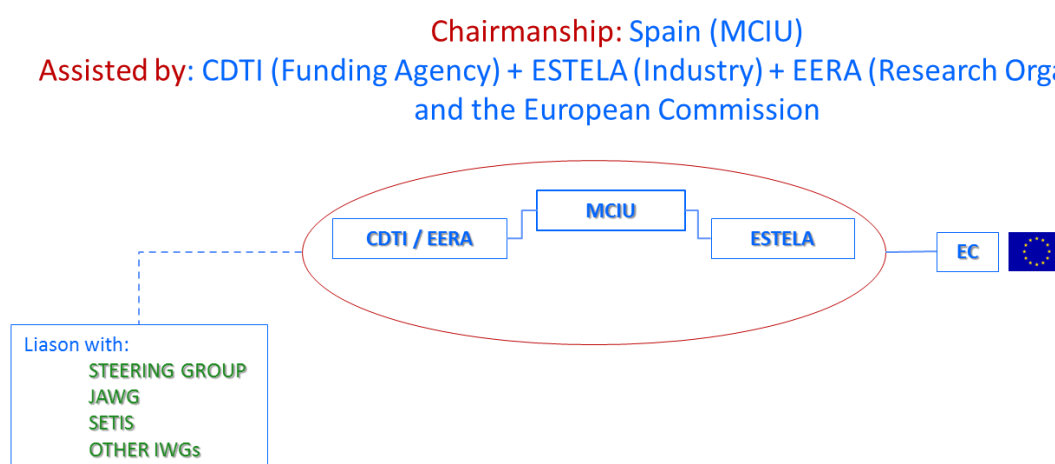 Chairmanship: Spain (MCIU)
Assisted by: CDTI (Funding Agency) + ESTELA (Industry) + EERA (Research Orga
and the European Commission
MCIU
CDTI / EERA
ESTELA
EC
Liason with:
STEERING GROUP
JAWG
SETIS
OTHER IWGs